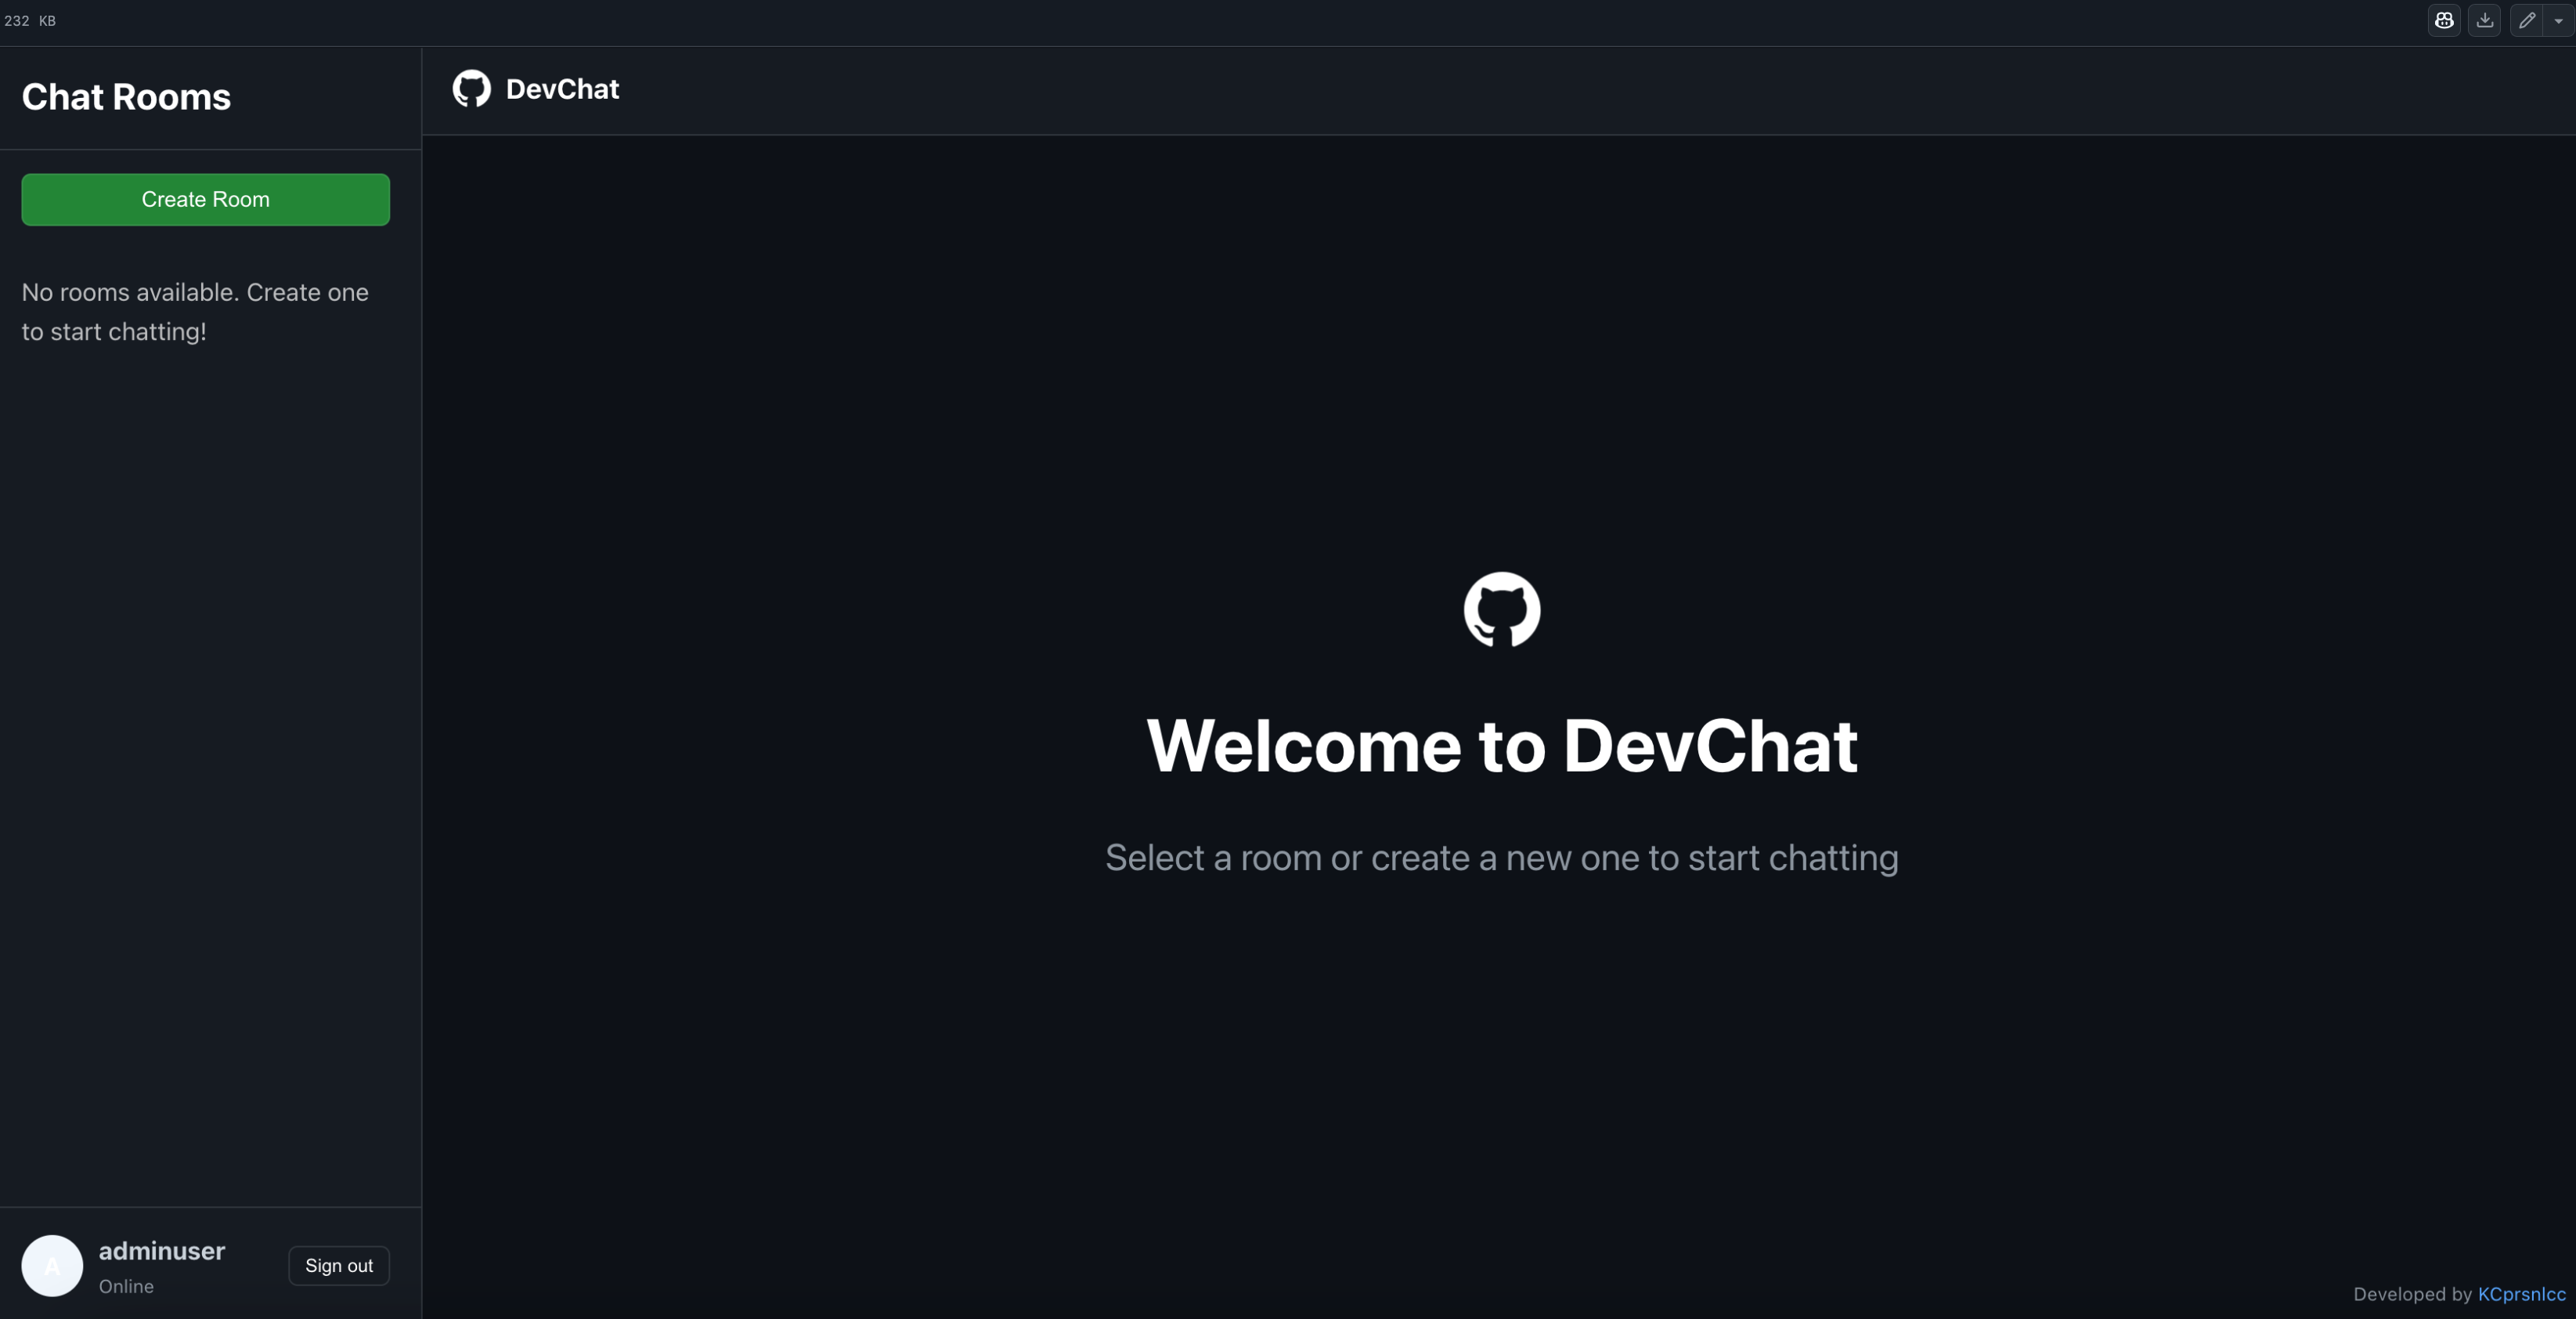 232 KB
Chat Rooms
DevChat
Create Room
No rooms available. Create one
to start chatting!
Welcome to DevChat
Select a room or create a new one to start chatting
A
adminuser
Online
Sign out
Developed by KCprsnlcc